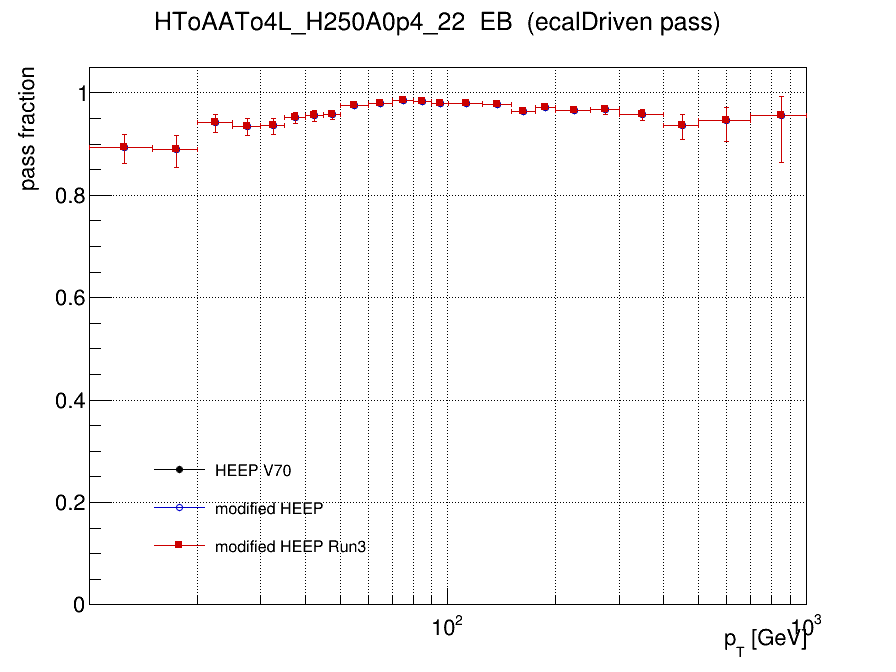 HToAATo4L_H250A0p4_22 EB (ecalDriven pass)
pass fraction
1
0.8
0.6
0.4
0.2
0
HEEP V70
modified HEEP
modified HEEP Run3
10²
10³
p_T [GeV]